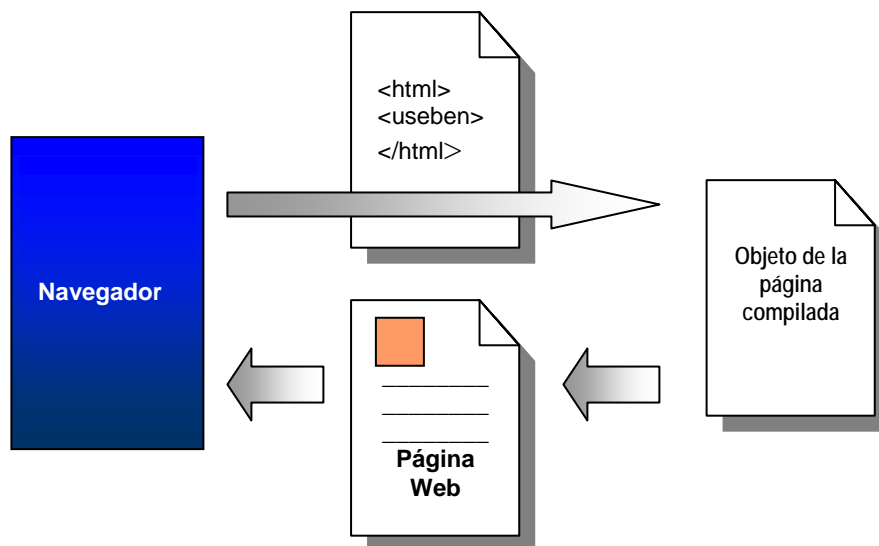 <html>
<useben>
</html>
Navegador
Objeto de la
página
compilada
Página
Web